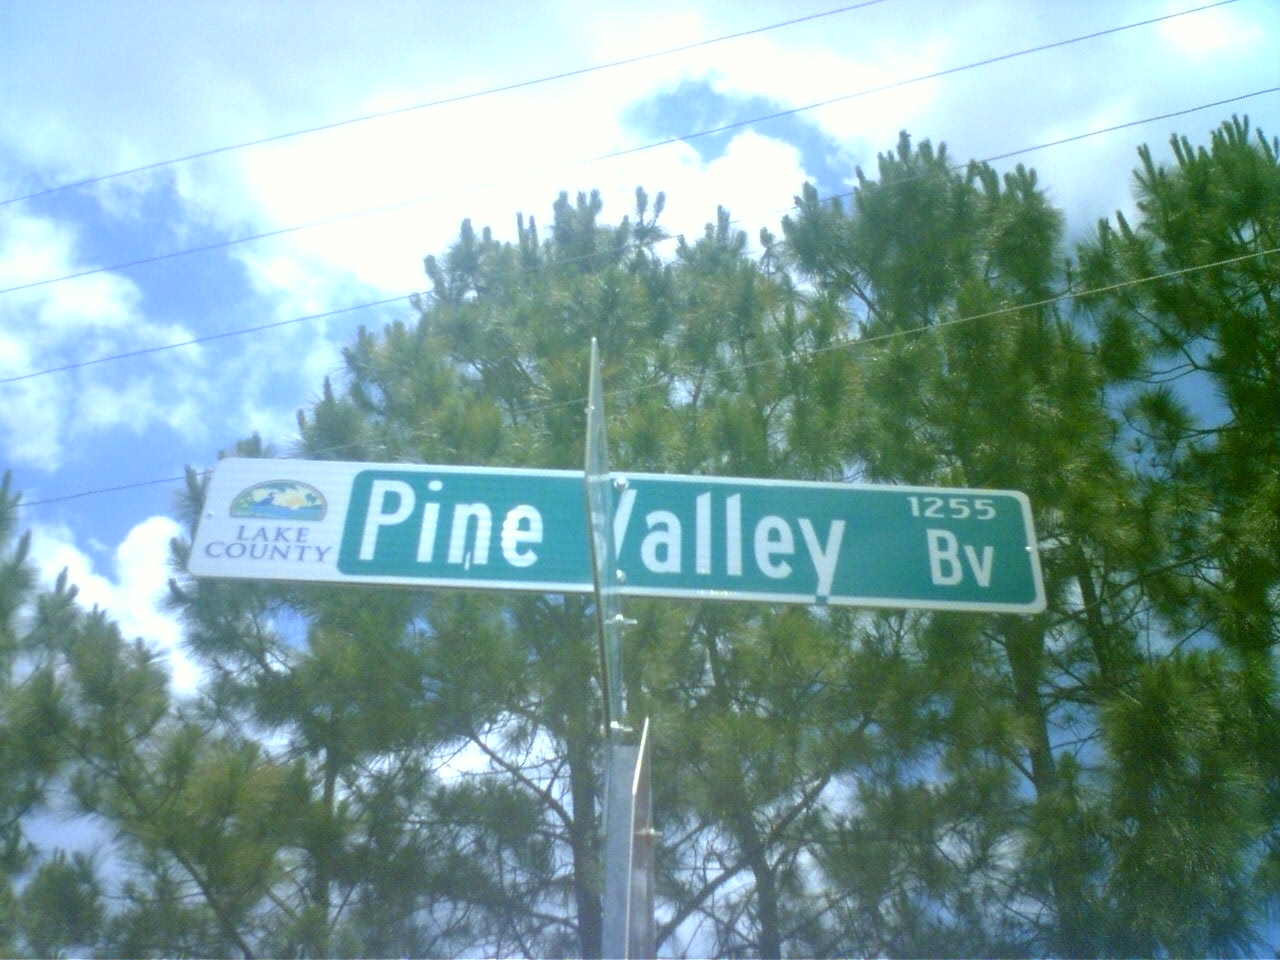 LAKE
COUNTY
Pine Valley
1255
Bv